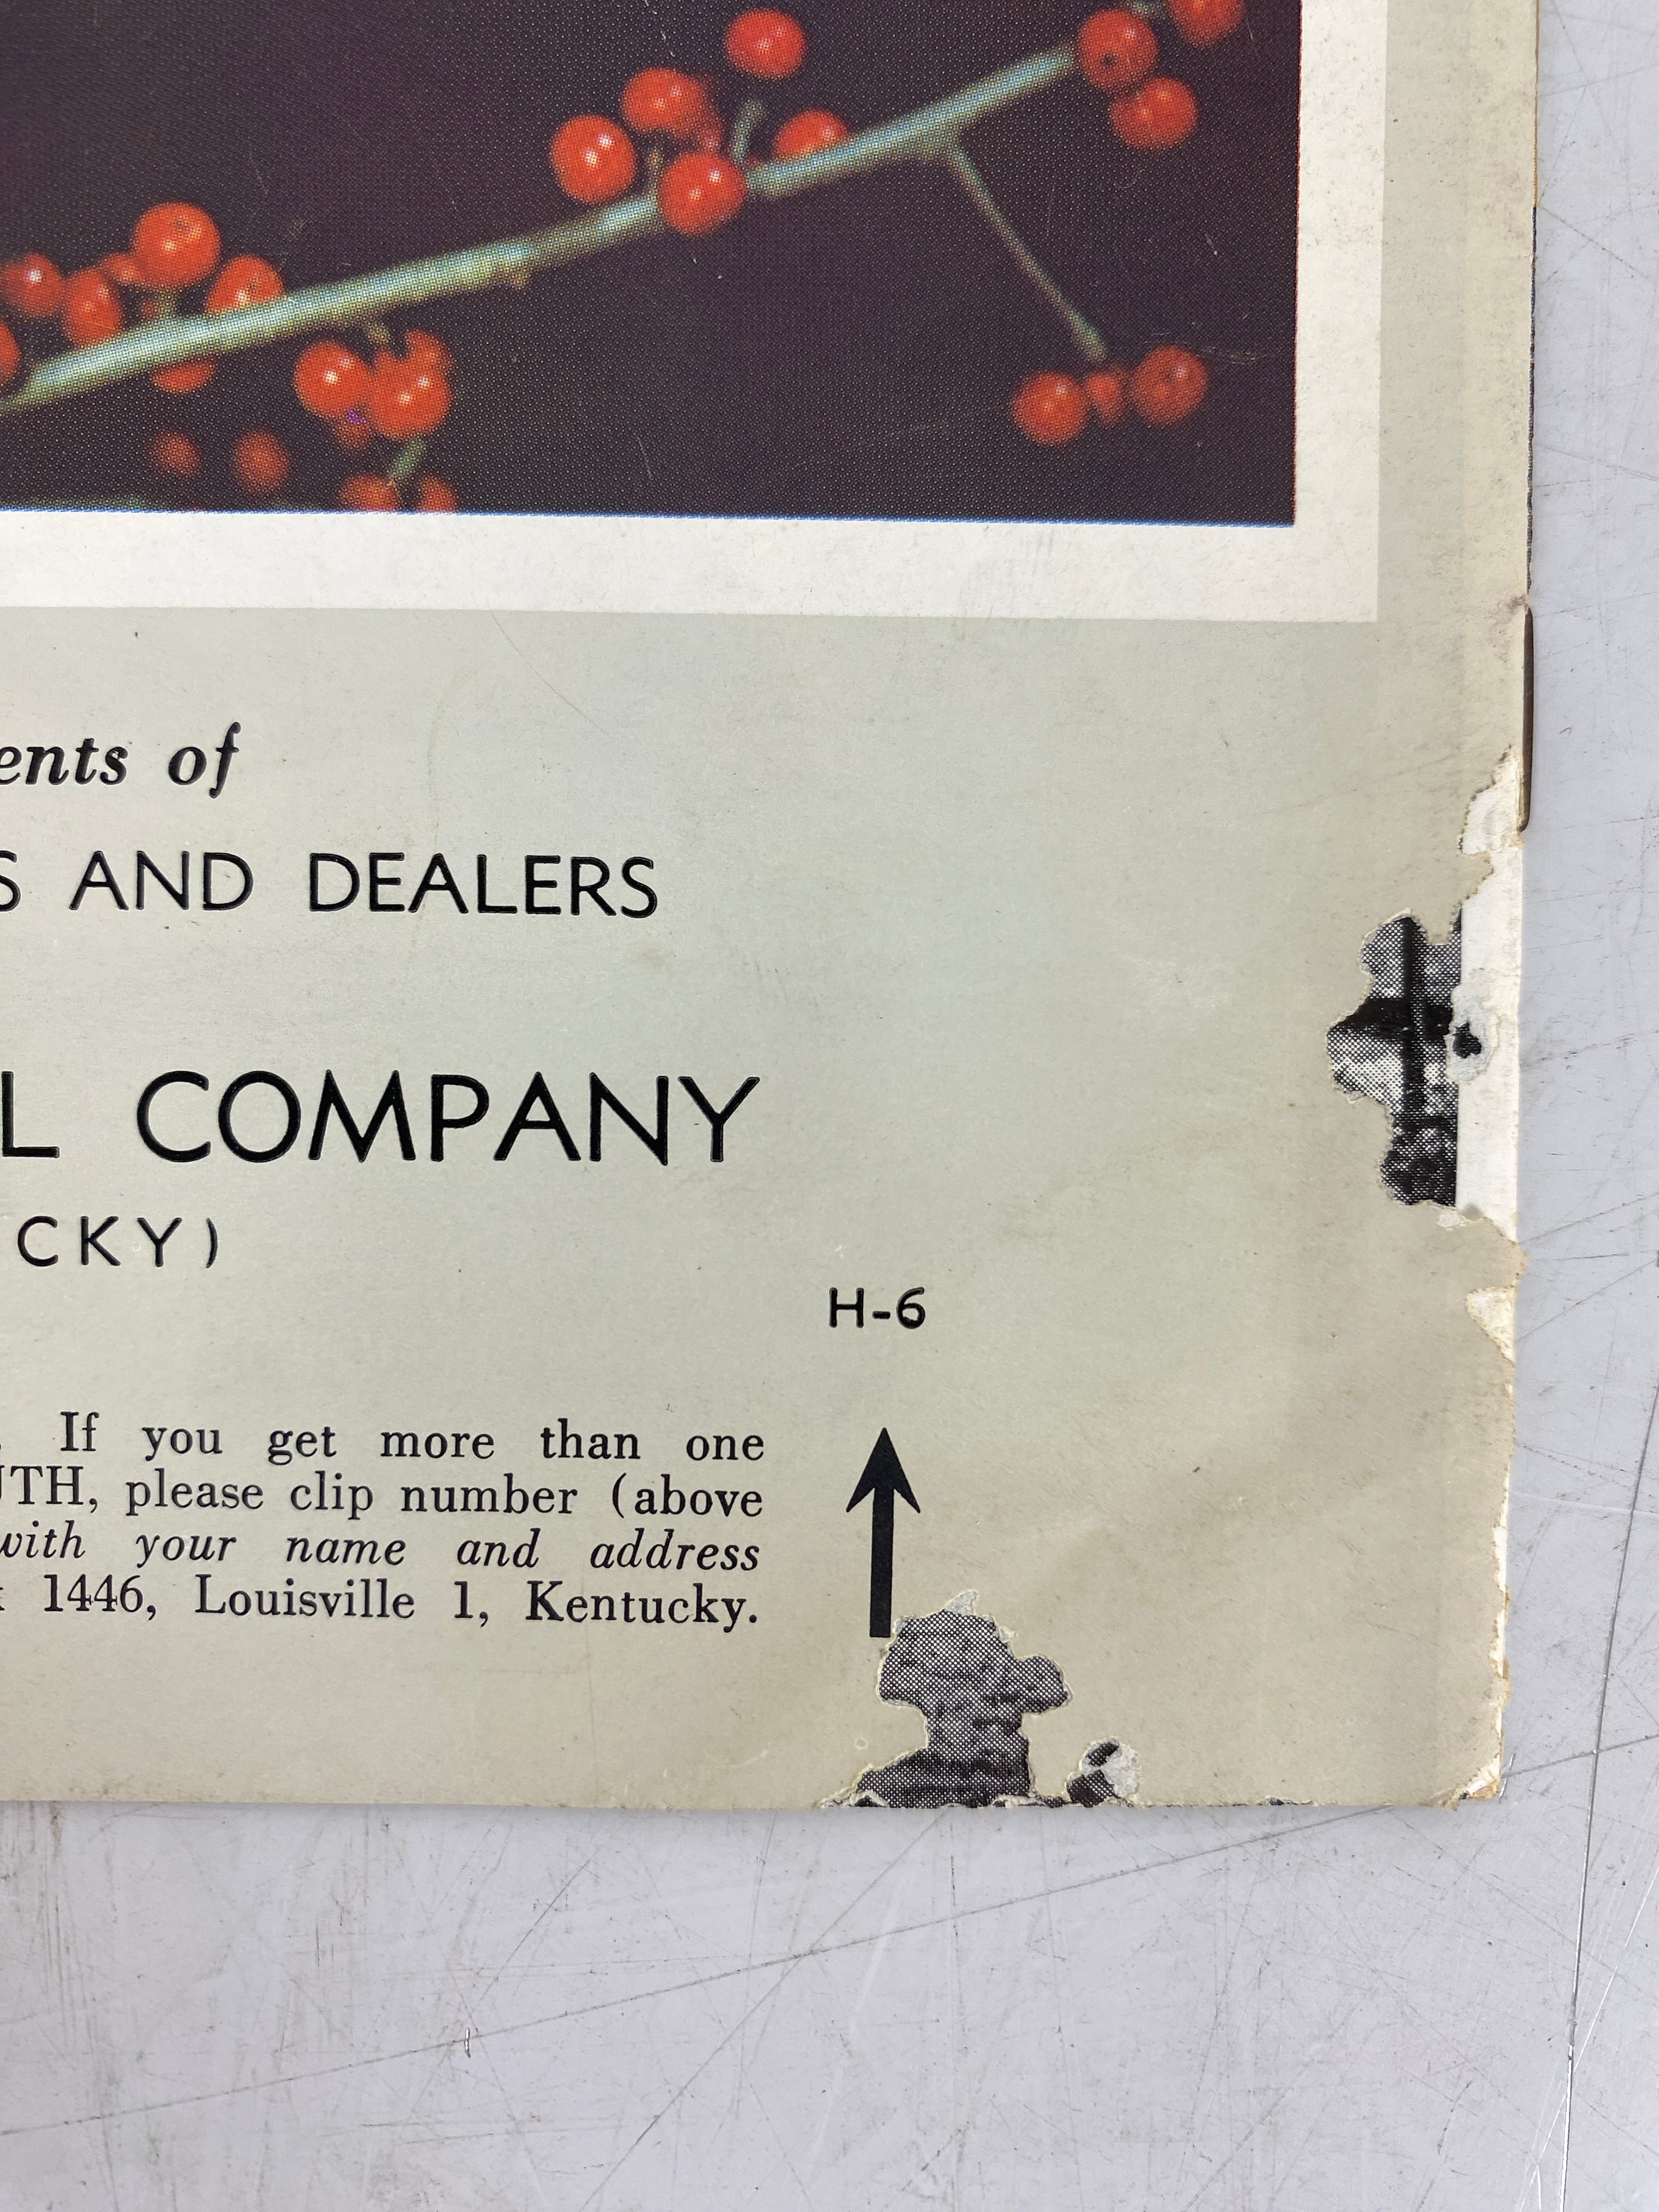 ents of
S AND DEALERS
L COMPANY
CKY)
H-6
If you get more than one
UTH, please clip number (above
with your name and address
1446, Louisville 1, Kentucky.